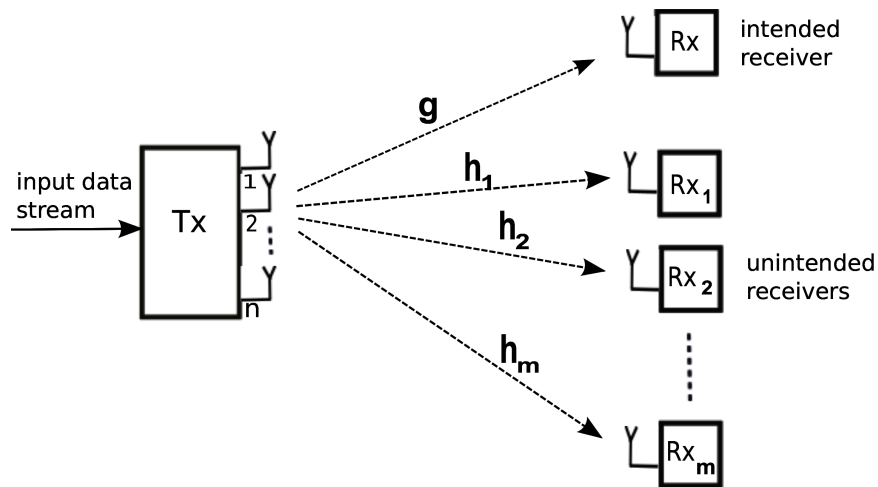 Rx
intended
receiver
g
input data
stream
Tx
1
2
n
h1
Rx1
h2
Rx2
unintended
receivers
hm
Rxm